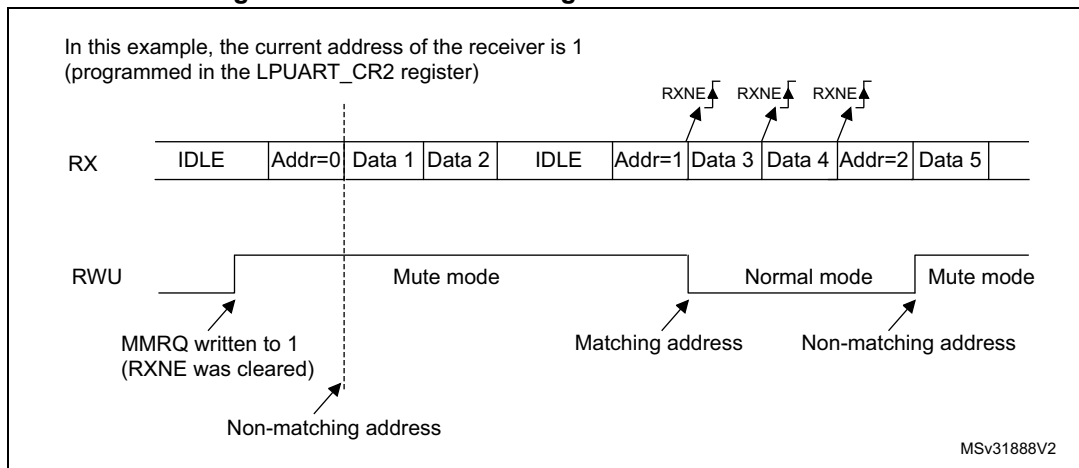 In this example, the current address of the receiver is 1
(programmed in the LPUART_CR2 register)
RXNE RXNE RXNE
RX IDLE Addr=0 Data 1 Data 2 IDLE Addr=1 Data 3 Data 4 Addr=2 Data 5
RWU Mute mode Normal mode Mute mode
MMRQ written to 1 Matching address Non-matching address
(RXNE was cleared)
Non-matching address
MSv31888V2